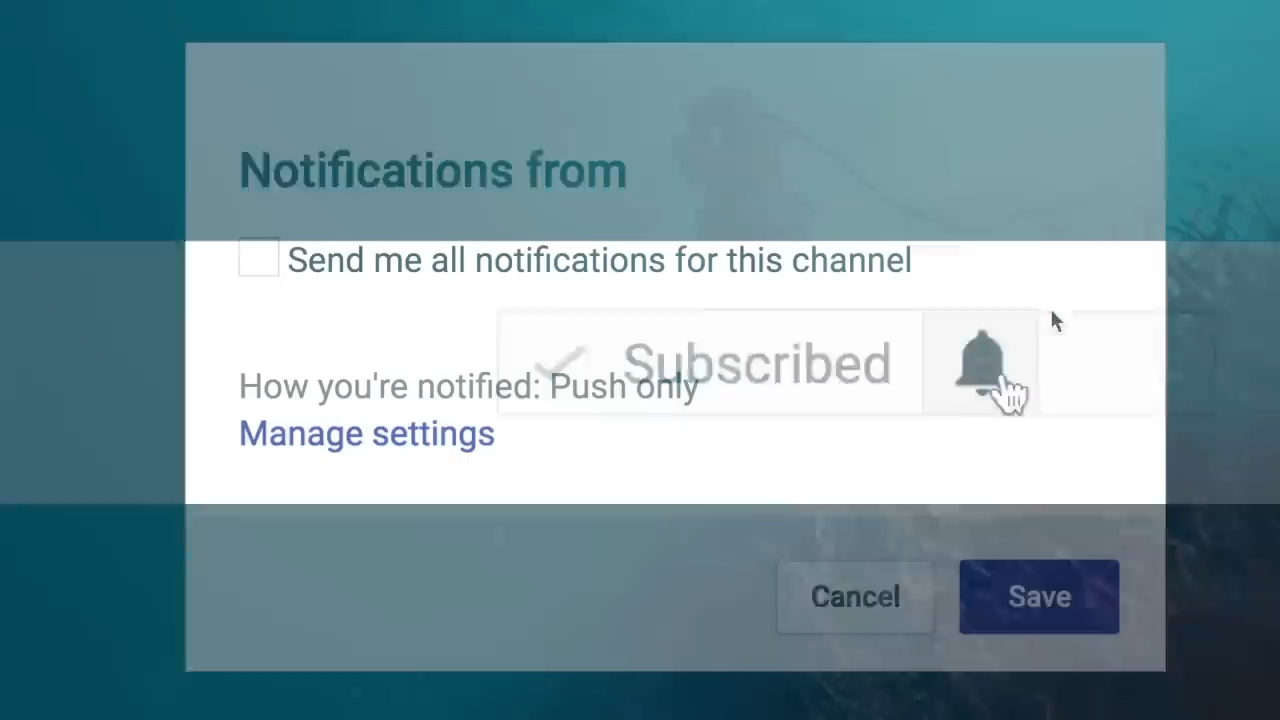 Notifications from
Send me all notifications for this channel
Subscribed
How you're notified: Push only
Manage settings
Cancel
Save